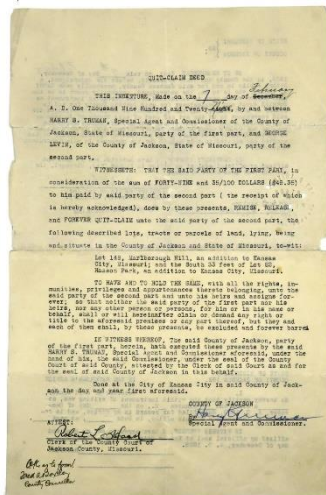 QUIT-CLAIM DEED
February
THIS INDENTURE, Made on the 7 day of
A. D. One Thousand Nine Hundred and Twenty-, by and between
HARRY S. TRUMAN, Special Agent and Commissioner of the County of
Jackson, State of Missouri, party of the first part, and GEORGE
LEVIN, of the County of Jackson, State of Missouri, party of the
second part.
WITNESSETH: THAT THE SAID PARTY OF THE FIRST PART, in
consideration of the sum of FORTY-NINE and 35/100 DOLLARS ($49.35)
to him paid by said party of the second part ( the receipt of which
is hereby acknowledged), does by these presents, REMISE, RELEASE,
and FOREVER QUIT-CLAIM unto the said party of the second part, the
following described lots, tracts or parcels of land, lying, being
and situate in the County of Jackson and State of Missouri, to-wit:
Lot 163, Marlborough Hill, an addition to Kansas
City, Missouri; and the South 33 feet of Lot 82,
Manson Park, an addition to Kansas City, Missouri.
TO HAVE AND TO HOLD THE SAME, with all the rights, im-
munities, privileges and appurtenances thereto belonging, unto the
said party of the second part and unto his heirs and assigns for-
ever; so that neither the said party of the first part nor his
heirs, nor any other person or persons, for him or in his name or
behalf, shall or will hereafter claim or demand any right or
title to the aforesaid premises or any part thereof, but they and
each of them shall, by these presents, be excluded and forever barred
IN WITNESS WHEREOF, The said County of Jackson, party
of the first part, herein, has executed these presents by the said
HARRY S. TRUMAN, Special Agent and Commissioner aforesaid, under
the hand of him, the said Commissioner, under the seal of the County
Court of said County, attested by the Clerk of said Court as and for
the seal of said County of Jackson in this behalf.
Done at the City of Kansas City in said County of Jack-
son the day and year first aforesaid.
COUNTY OF JACKSON
By Harry S. Truman
Special Agent and Commissioner.
ATTEST:
Robert L. Hood
Clerk of the County Court of
Jackson County, Missouri.
OK as to form
County Counselor